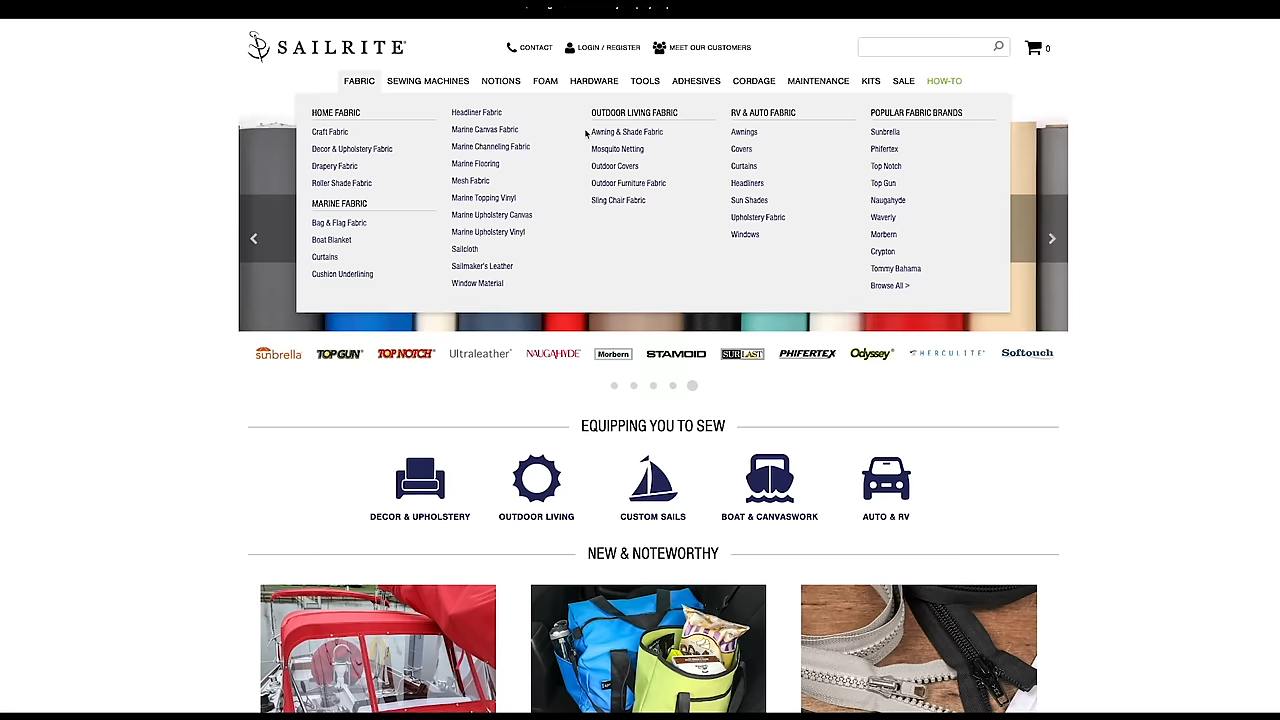 SAILRITE
CONTACT
LOGIN / REGISTER
MEET OUR CUSTOMERS
0
FABRIC
SEWING MACHINES
NOTIONS
FOAM
HARDWARE
TOOLS
ADHESIVES
CORDAGE
MAINTENANCE
KITS
SALE
HOW-TO
HOME FABRIC
Craft Fabric
Decor & Upholstery Fabric
Drapery Fabric
Roller Shade Fabric
MARINE FABRIC
Bag & Flag Fabric
Boat Blanket
Curtains
Cushion Underlining
Headliner Fabric
Marine Canvas Fabric
Marine Channeling Fabric
Marine Flooring
Mesh Fabric
Marine Topping Vinyl
Marine Upholstery Canvas
Marine Upholstery Vinyl
Sailcloth
Sailmaker's Leather
Window Material
OUTDOOR LIVING FABRIC
Awning & Shade Fabric
Mosquito Netting
Outdoor Covers
Outdoor Furniture Fabric
Sling Chair Fabric
RV & AUTO FABRIC
Awnings
Covers
Curtains
Headliners
Sun Shades
Upholstery Fabric
Windows
POPULAR FABRIC BRANDS
Sunbrella
Phifertex
Top Notch
Top Gun
Naugahyde
Waverly
Morbern
Crypton
Tommy Bahama
Browse All >
sunbrella
TOP GUN
TOP NOTCH
Ultraleather
NAUGAHYDE
Morbern
STAMOID
SURLAST
PHIFERTEX
Odyssey
HERCULITE
Softouch
EQUIPPING YOU TO SEW
DECOR & UPHOLSTERY
OUTDOOR LIVING
CUSTOM SAILS
BOAT & CANVASWORK
AUTO & RV
NEW & NOTEWORTHY